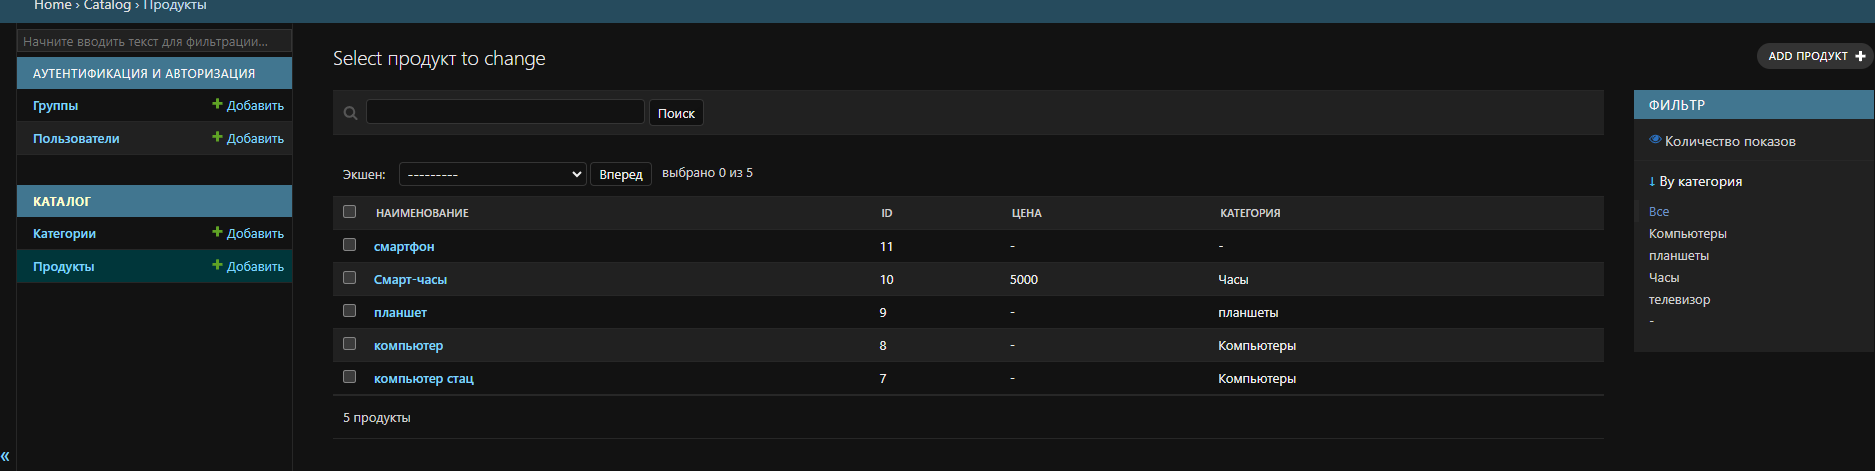 Home › Catalog › Продукты
Начните вводить текст для фильтрации...
АУТЕНТИФИКАЦИЯ И АВТОРИЗАЦИЯ
Группы + Добавить
Пользователи + Добавить
КАТАЛОГ
Категории + Добавить
Продукты + Добавить
«
Select продукт to change
ADD ПРОДУКТ +
Поиск
Экшен: --------- Вперед выбрано 0 из 5
НАИМЕНОВАНИЕ ID ЦЕНА КАТЕГОРИЯ
смартфон 11 - -
Смарт-часы 10 5000 Часы
планшет 9 - планшеты
компьютер 8 - Компьютеры
компьютер стац 7 - Компьютеры
5 продукты
ФИЛЬТР
Количество показов
↓ By категория
Все
Компьютеры
планшеты
Часы
телевизор
-